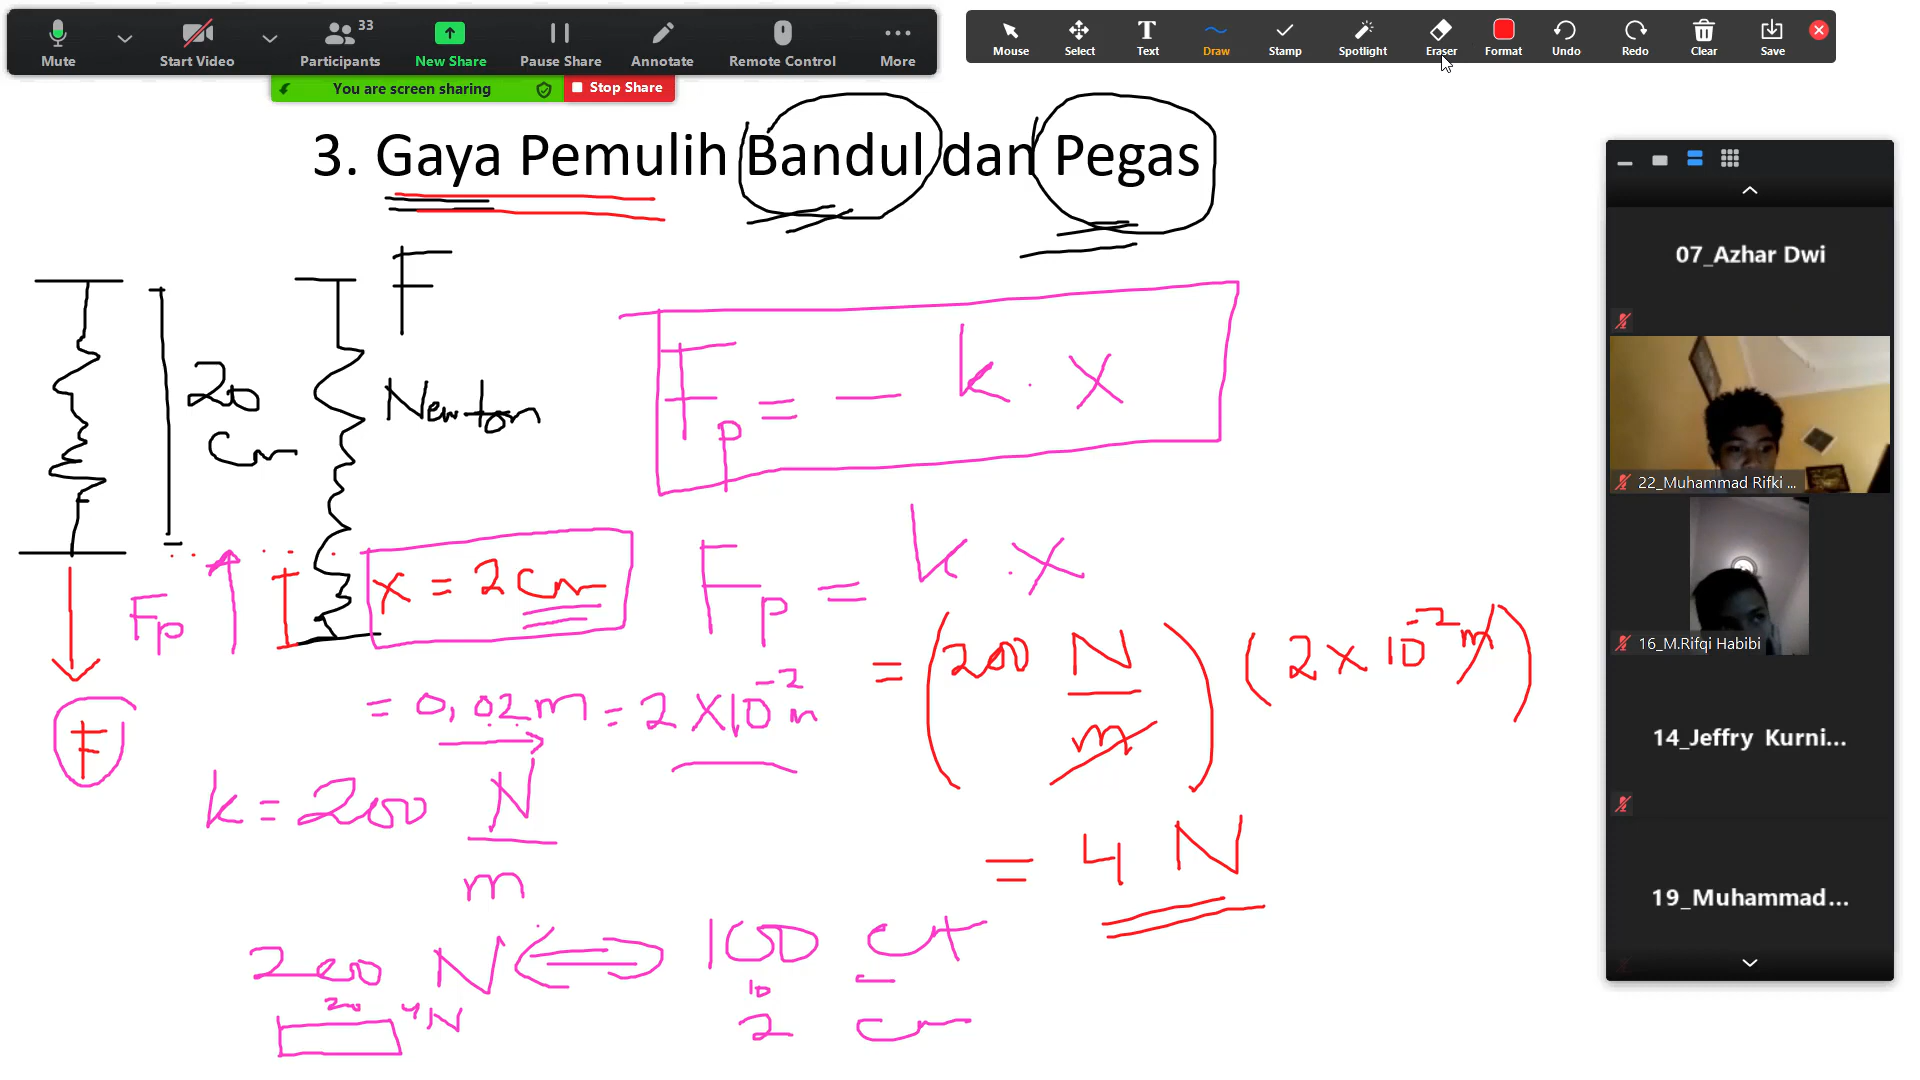 Mute
Start Video
Participants
33
New Share
Pause Share
Annotate
Remote Control
More
Mouse
Select
Text
Draw
Stamp
Spotlight
Eraser
Format
Undo
Redo
Clear
Save
You are screen sharing
Stop Share
3. Gaya Pemulih Bandul dan Pegas
F
Newton
20
cm
Fp = - k . x
x = 2 cm
Fp = k . x
Fp
F
= 0,02 m = 2 x 10⁻² m
= (200 N/m) (2 x 10⁻² m)
k = 200 N/m
= 4 N
200 N ⇔ 100 cm
20
4N
10
2 cm
07_Azhar Dwi
22_Muhammad Rifki ...
16_M.Rifqi Habibi
14_Jeffry Kurni...
19_Muhammad...